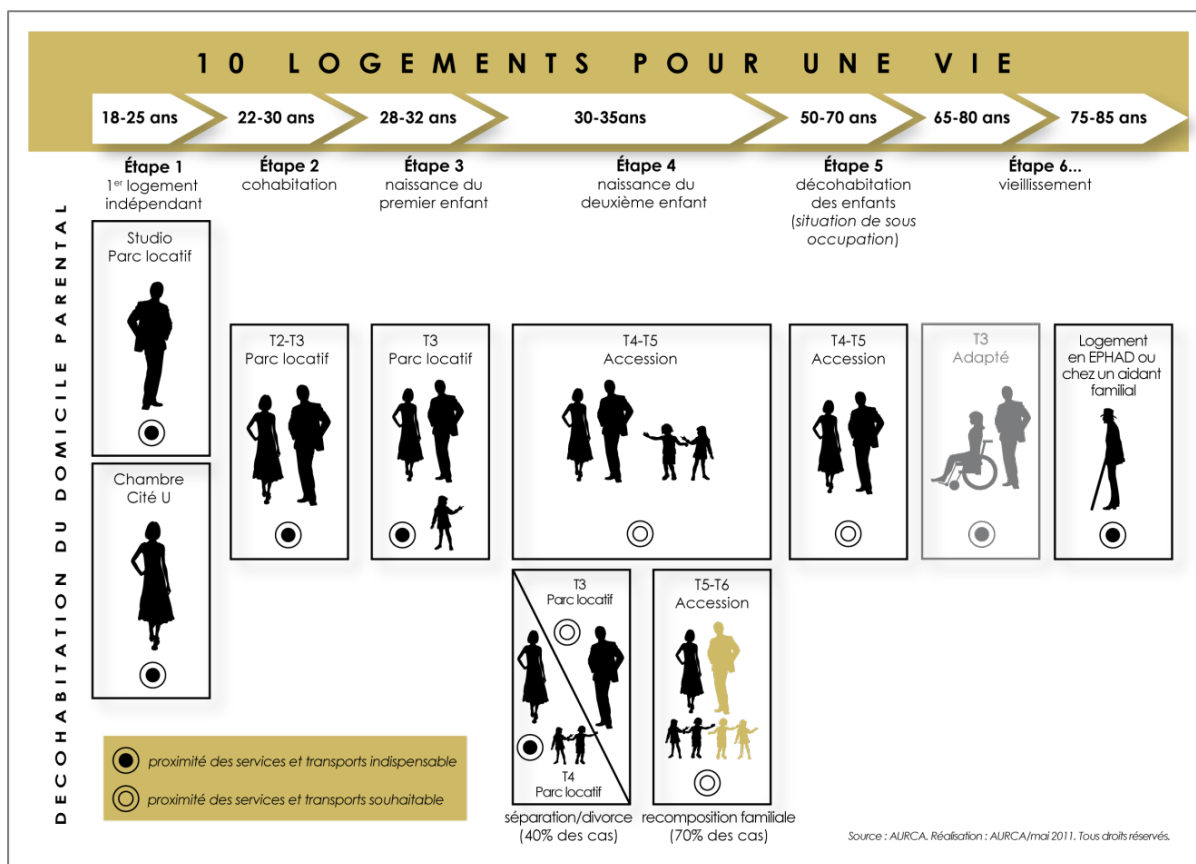 10 LOGEMENTS POUR UNE VIE
18-25 ans
22-30 ans
28-32 ans
30-35ans
50-70 ans
65-80 ans
75-85 ans
Étape 1
1er logement
indépendant
Étape 2
cohabitation
Étape 3
naissance du
premier enfant
Étape 4
naissance du
deuxième enfant
Étape 5
décohabitation
des enfants
(situation de sous
occupation)
Étape 6...
vieillissement
DECOHABITATION DU DOMICILE PARENTAL
Studio
Parc locatif
Chambre
Cité U
T2-T3
Parc locatif
T3
Parc locatif
T4-T5
Accession
T4-T5
Accession
T3
Adapté
Logement
en EPHAD ou
chez un aidant
familial
T3
Parc locatif
T4
Parc locatif
séparation/divorce
(40% des cas)
T5-T6
Accession
recomposition familiale
(70% des cas)
proximité des services et transports indispensable
proximité des services et transports souhaitable
Source : AURCA. Réalisation : AURCA/mai 2011. Tous droits réservés.